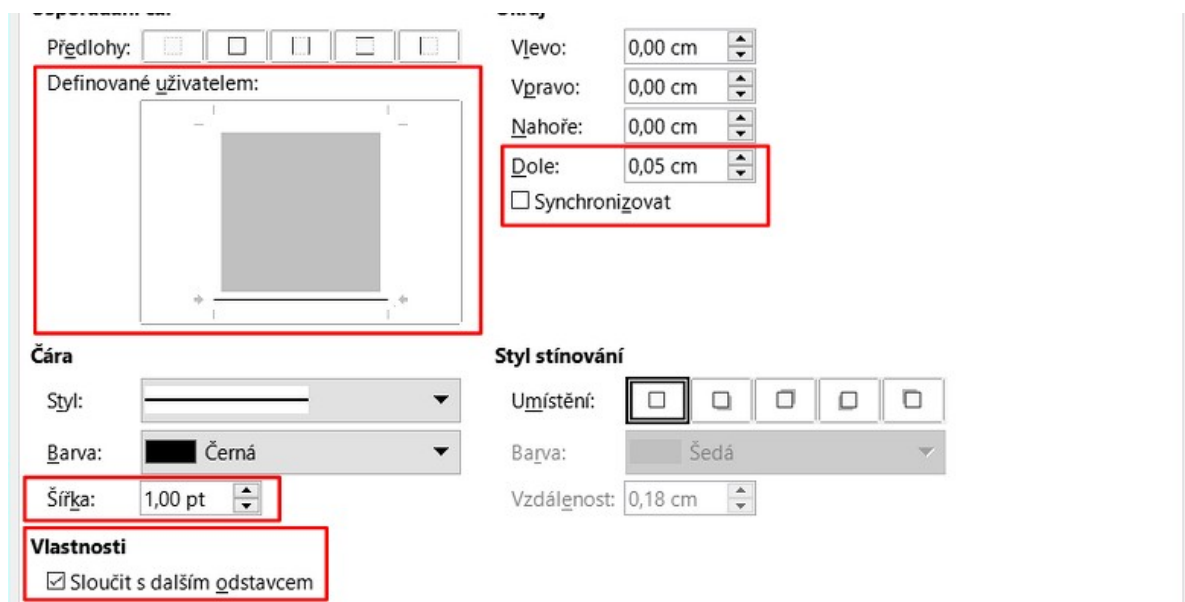 Předlohy:
Definované uživatelem:
Vlevo: 0,00 cm
Vpravo: 0,00 cm
Nahoře: 0,00 cm
Dole: 0,05 cm
Synchronizovat
Čára
Styl:
Barva: Černá
Šířka: 1,00 pt
Vlastnosti
Sloučit s dalším odstavcem
Styl stínování
Umístění:
Barva: Šedá
Vzdálenost: 0,18 cm